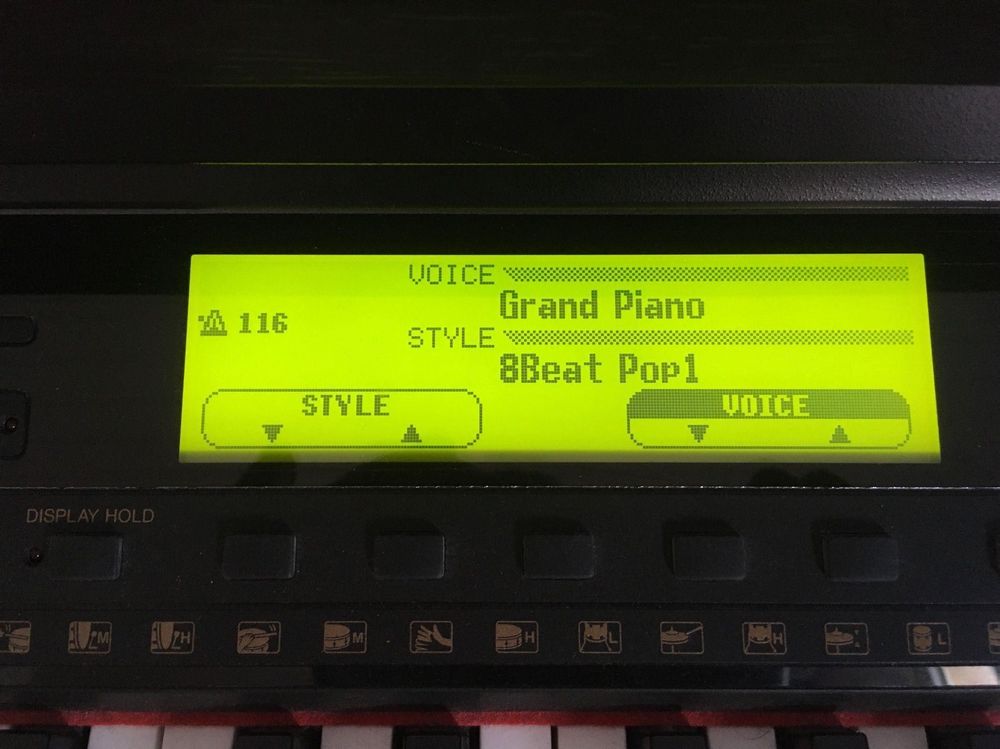 VOICE
Grand Piano
116
STYLE
8Beat Pop1
STYLE
VOICE
DISPLAY HOLD
M
H
M
H
L
H
L